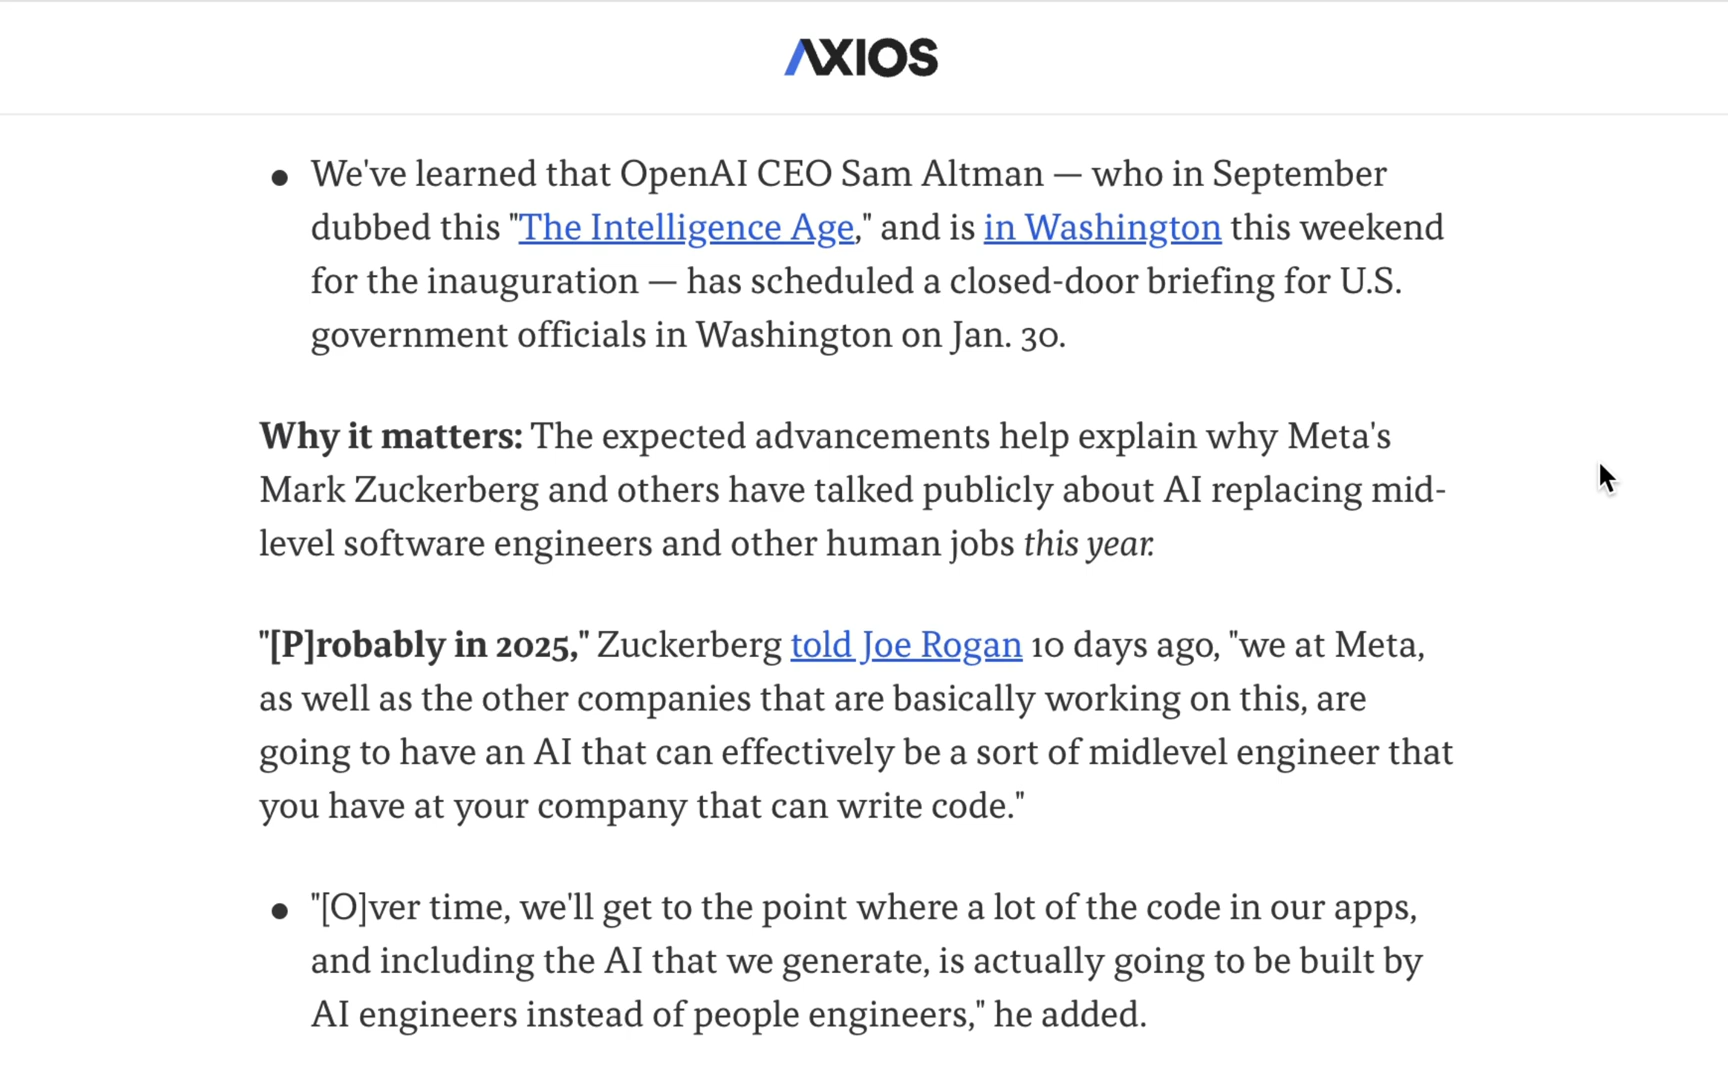 AXIOS
• We've learned that OpenAI CEO Sam Altman — who in September
dubbed this "The Intelligence Age," and is in Washington this weekend
for the inauguration — has scheduled a closed-door briefing for U.S.
government officials in Washington on Jan. 30.
Why it matters: The expected advancements help explain why Meta's
Mark Zuckerberg and others have talked publicly about AI replacing mid-
level software engineers and other human jobs this year.
"[P]robably in 2025," Zuckerberg told Joe Rogan 10 days ago, "we at Meta,
as well as the other companies that are basically working on this, are
going to have an AI that can effectively be a sort of midlevel engineer that
you have at your company that can write code."
• "[O]ver time, we'll get to the point where a lot of the code in our apps,
and including the AI that we generate, is actually going to be built by
AI engineers instead of people engineers," he added.